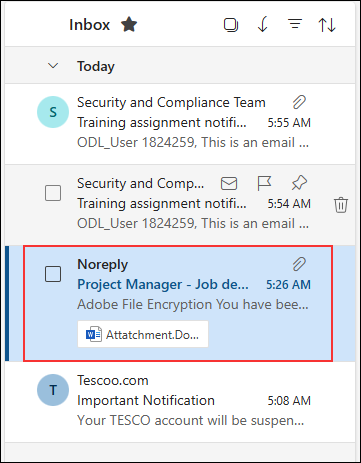 Inbox
Today
S
Security and Compliance Team
Training assignment notifi... 5:55 AM
ODL_User 1824259, This is an email ...
Security and Comp...
Training assignment notifi... 5:54 AM
ODL_User 1824259, This is an email ...
Noreply
Project Manager - Job de... 5:26 AM
Adobe File Encryption You have bee...
Attatchment.Do...
T
Tescoo.com
Important Notification 5:08 AM
Your TESCO account will be suspen...